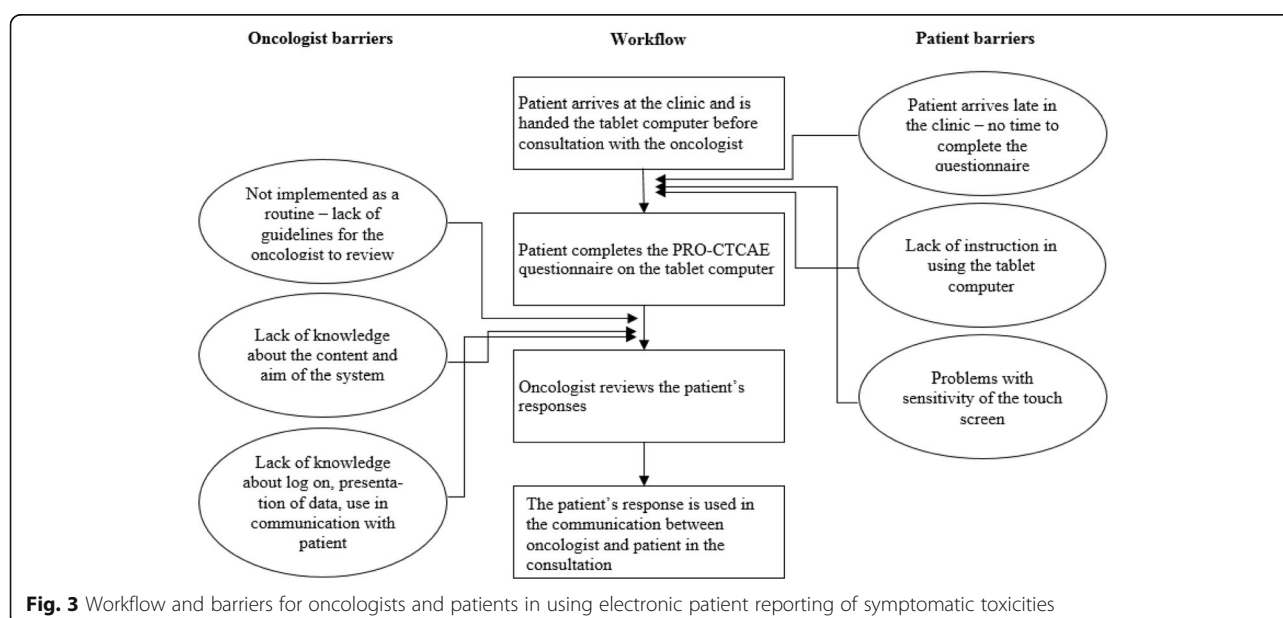 Oncologist barriers
Workflow
Patient barriers
Patient arrives at the clinic and is
handed the tablet computer before
consultation with the oncologist
Patient arrives late in
the clinic – no time to
complete the
questionnaire
Not implemented as a
routine – lack of
guidelines for the
oncologist to review
Patient completes the PRO-CTCAE
questionnaire on the tablet computer
Lack of instruction in
using the tablet
computer
Lack of knowledge
about the content and
aim of the system
Oncologist reviews the patient's
responses
Problems with
sensitivity of the touch
screen
Lack of knowledge
about log on, presenta-
tion of data, use in
communication with
patient
The patient's response is used in
the communication between
oncologist and patient in the
consultation
Fig. 3 Workflow and barriers for oncologists and patients in using electronic patient reporting of symptomatic toxicities